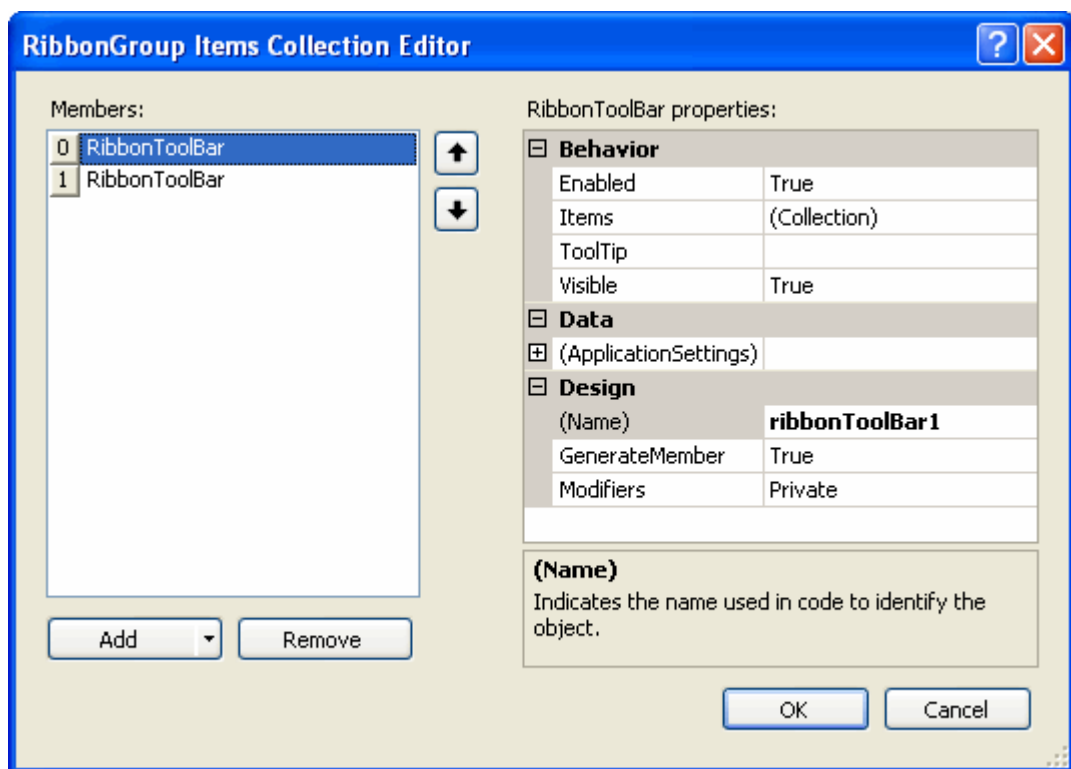 RibbonGroup Items Collection Editor
Members:
0 RibbonToolBar
1 RibbonToolBar
Add
Remove
RibbonToolBar properties:
Behavior
Enabled True
Items (Collection)
ToolTip
Visible True
Data
(ApplicationSettings)
Design
(Name) ribbonToolBar1
GenerateMember True
Modifiers Private
(Name)
Indicates the name used in code to identify the
object.
OK
Cancel